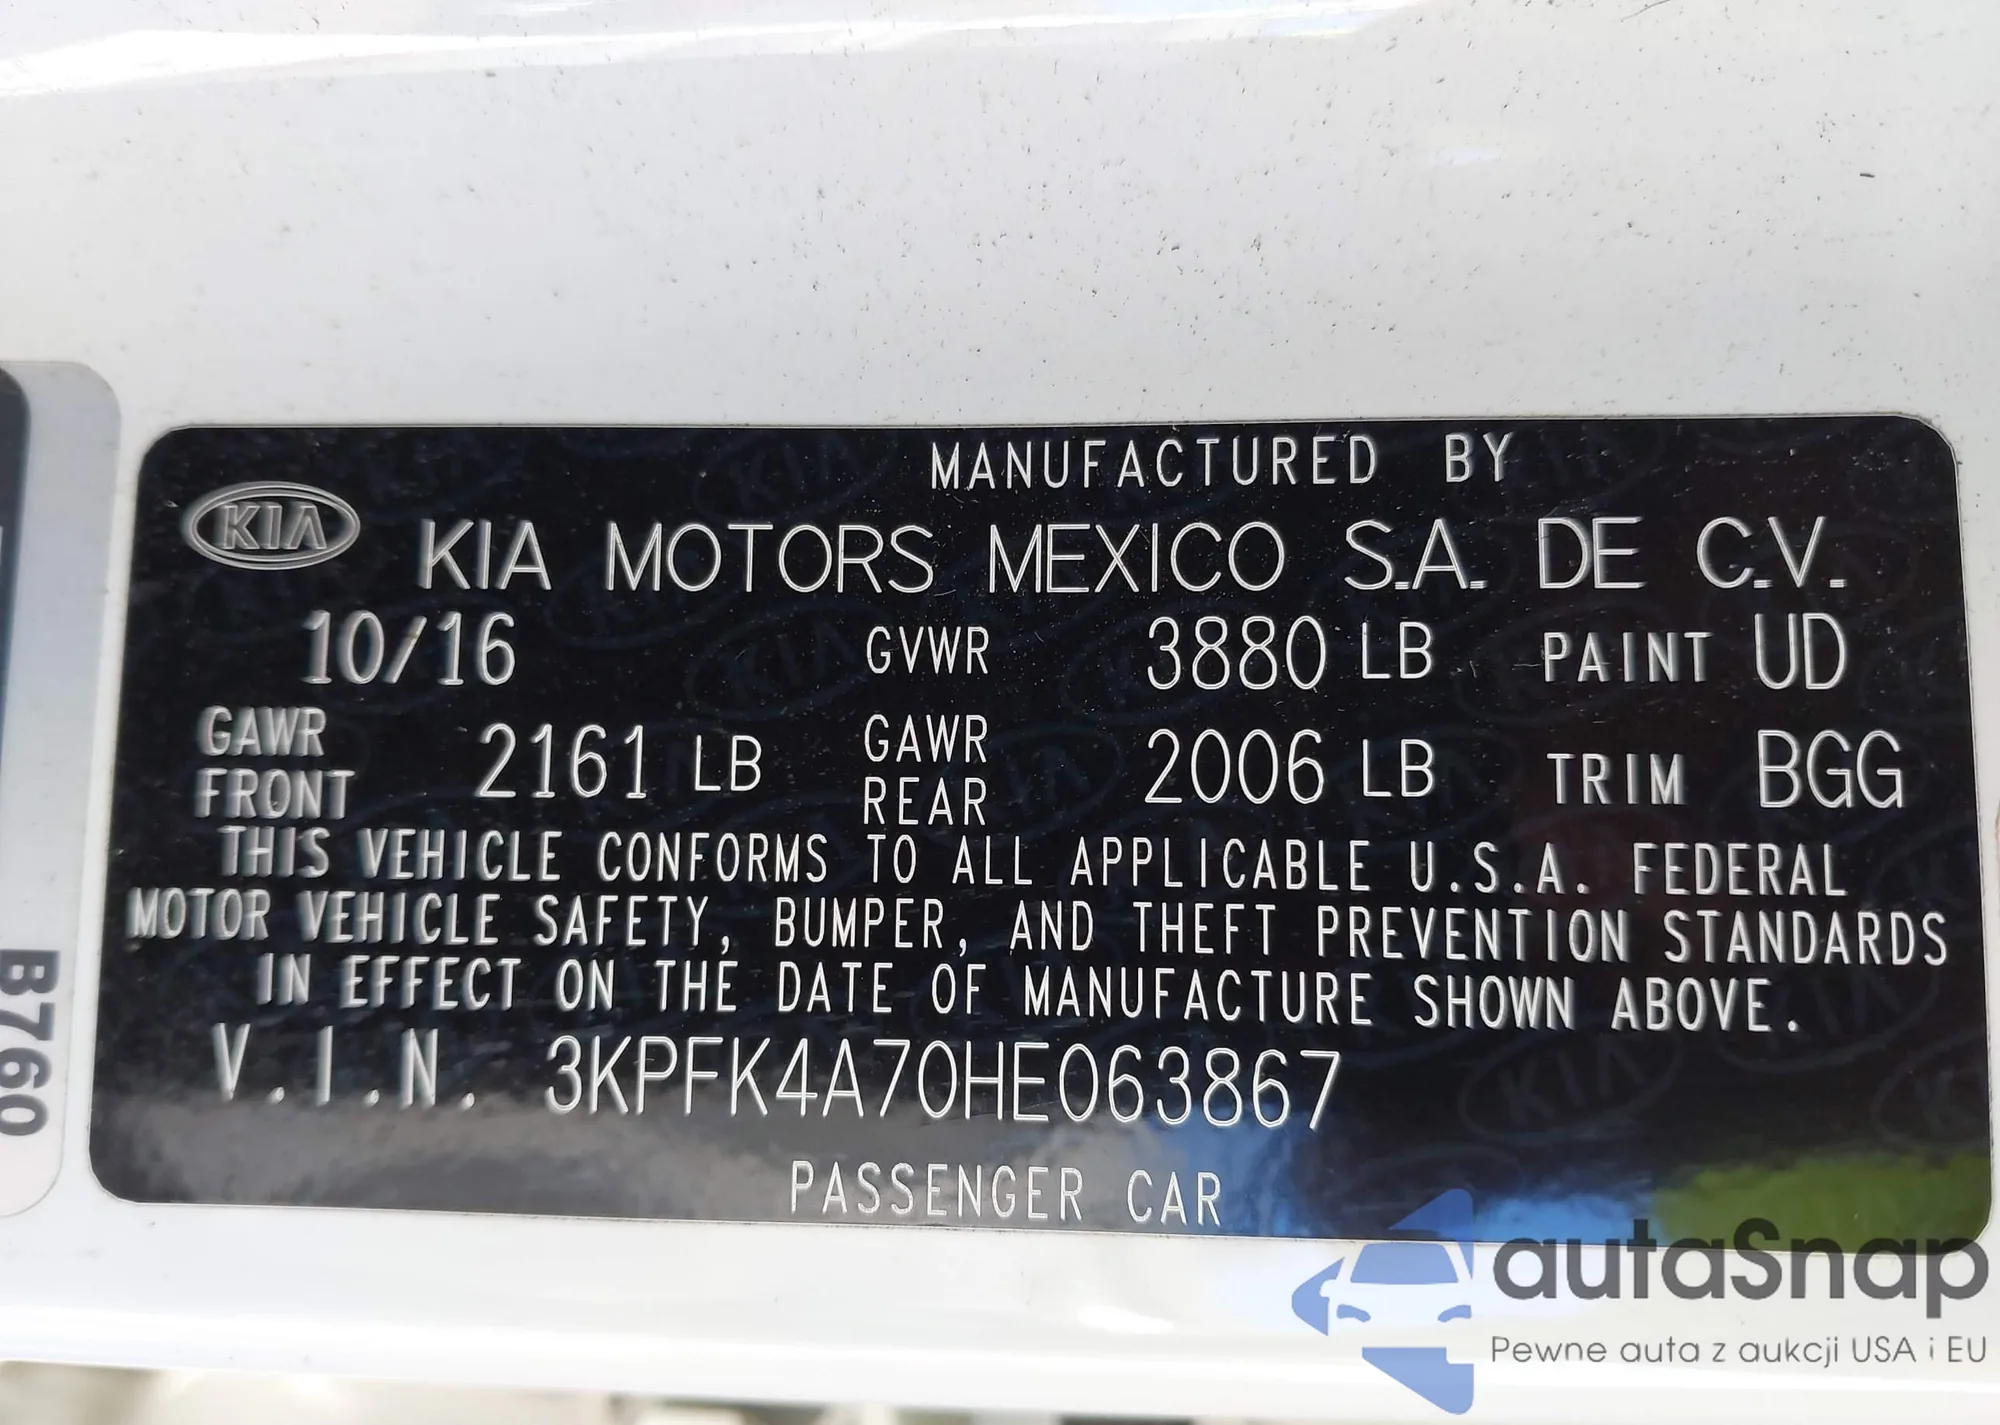 MANUFACTURED BY
KIA KIA MOTORS MEXICO S.A. DE C.V.
10/16 GVWR 3880 LB PAINT UD
GAWR FRONT 2161 LB GAWR REAR 2006 LB TRIM BGG
THIS VEHICLE CONFORMS TO ALL APPLICABLE U.S.A. FEDERAL
MOTOR VEHICLE SAFETY, BUMPER, AND THEFT PREVENTION STANDARDS
IN EFFECT ON THE DATE OF MANUFACTURE SHOWN ABOVE.
V.I.N. 3KPFK4A70HE063867
PASSENGER CAR
B760
autaSnap
Pewne auta z aukcji USA i EU